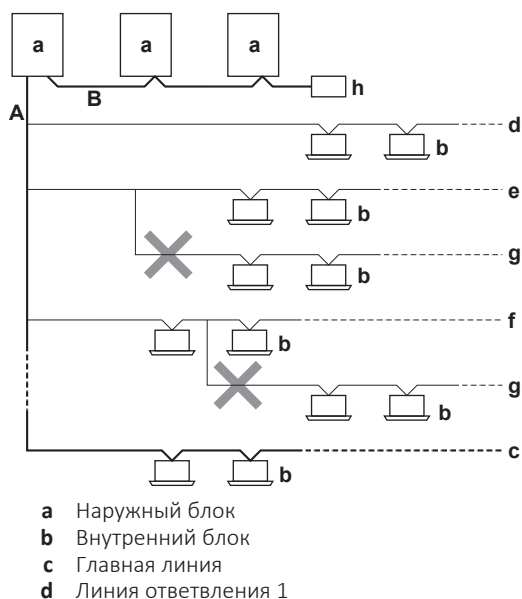 a a a
h
B
A
d
b
e
b
g
b
f
b
g
b
c
b
a Наружный блок
b Внутренний блок
c Главная линия
d Линия ответвления 1